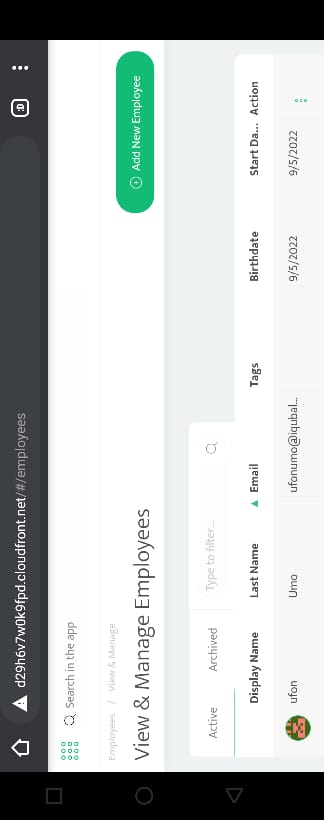 :D
d29h6v7w0k9fpd.cloudfront.net/#/employees
Search in the app
Employees / View & Manage
View & Manage Employees
Add New Employee
Active Archived Type to filter...
Display Name Last Name Email Tags Birthdate Start Da... Action
ufon Umo ufonumo@iqubal... 9/5/2022 9/5/2022